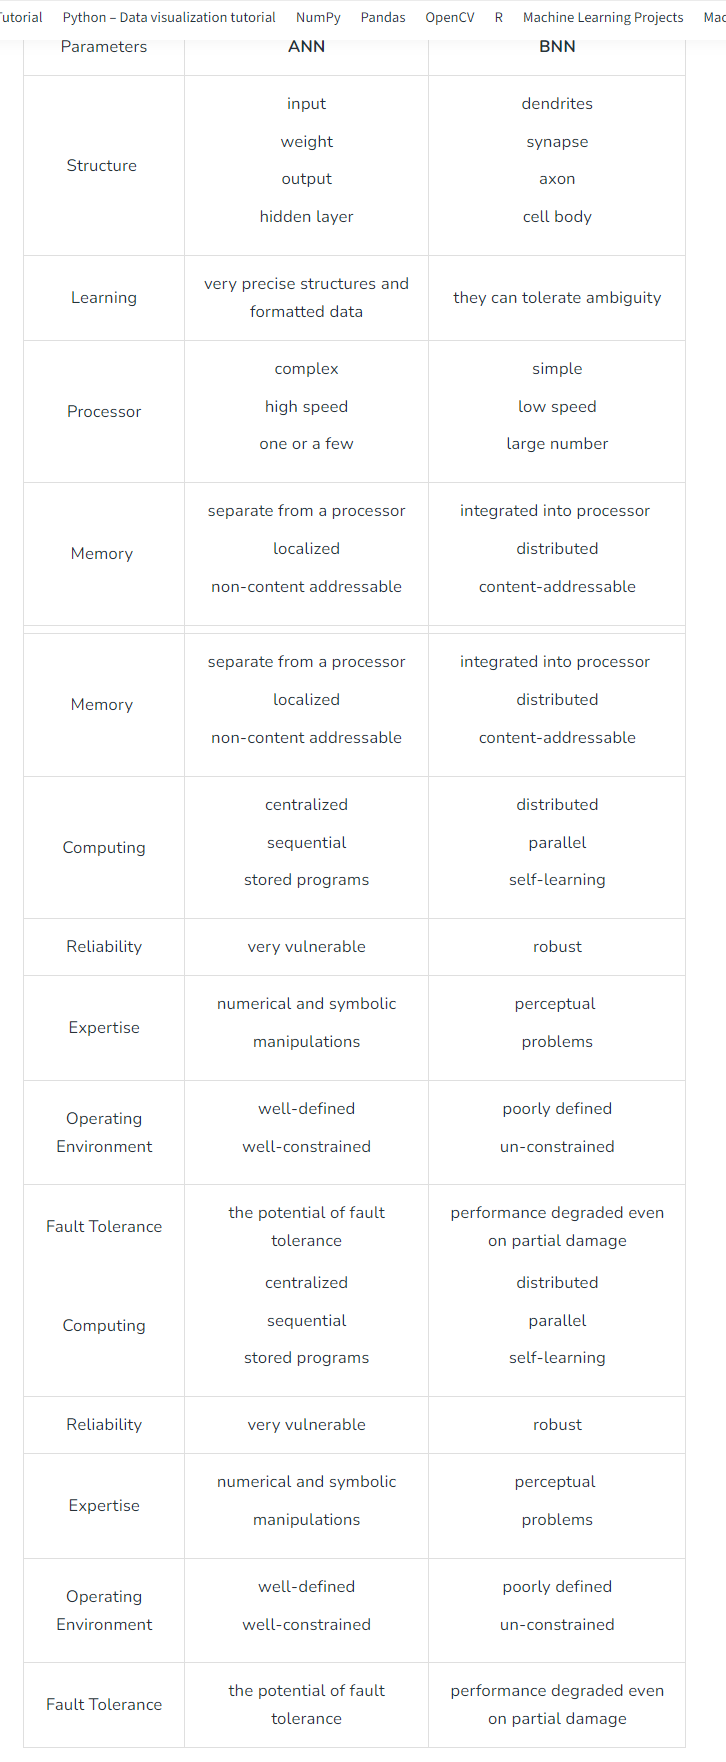 Tutorial Python – Data visualization tutorial NumPy Pandas OpenCV R Machine Learning Projects
Parameters ANN BNN
Structure
input dendrites
weight synapse
output axon
hidden layer cell body
Learning
very precise structures and
formatted data
they can tolerate ambiguity
Processor
complex simple
high speed low speed
one or a few large number
Memory
separate from a processor integrated into processor
localized distributed
non-content addressable content-addressable
Memory
separate from a processor integrated into processor
localized distributed
non-content addressable content-addressable
Computing
centralized distributed
sequential parallel
stored programs self-learning
Reliability very vulnerable robust
Expertise
numerical and symbolic perceptual
manipulations problems
Operating
Environment
well-defined poorly defined
well-constrained un-constrained
Fault Tolerance
the potential of fault
tolerance
performance degraded even
on partial damage
Computing
centralized distributed
sequential parallel
stored programs self-learning
Reliability very vulnerable robust
Expertise
numerical and symbolic perceptual
manipulations problems
Operating
Environment
well-defined poorly defined
well-constrained un-constrained
Fault Tolerance
the potential of fault
tolerance
performance degraded even
on partial damage